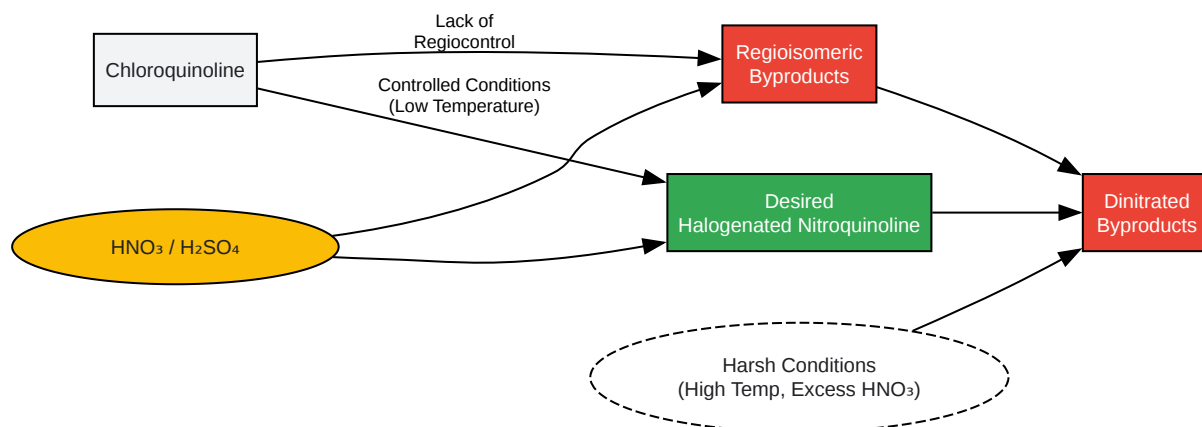 Lack of
Regiocontrol
Regioisomeric
Byproducts
Chloroquinoline
Controlled Conditions
(Low Temperature)
Desired
Halogenated Nitroquinoline
Dinitrated
Byproducts
HNO₃ / H₂SO₄
Harsh Conditions
(High Temp, Excess HNO₃)